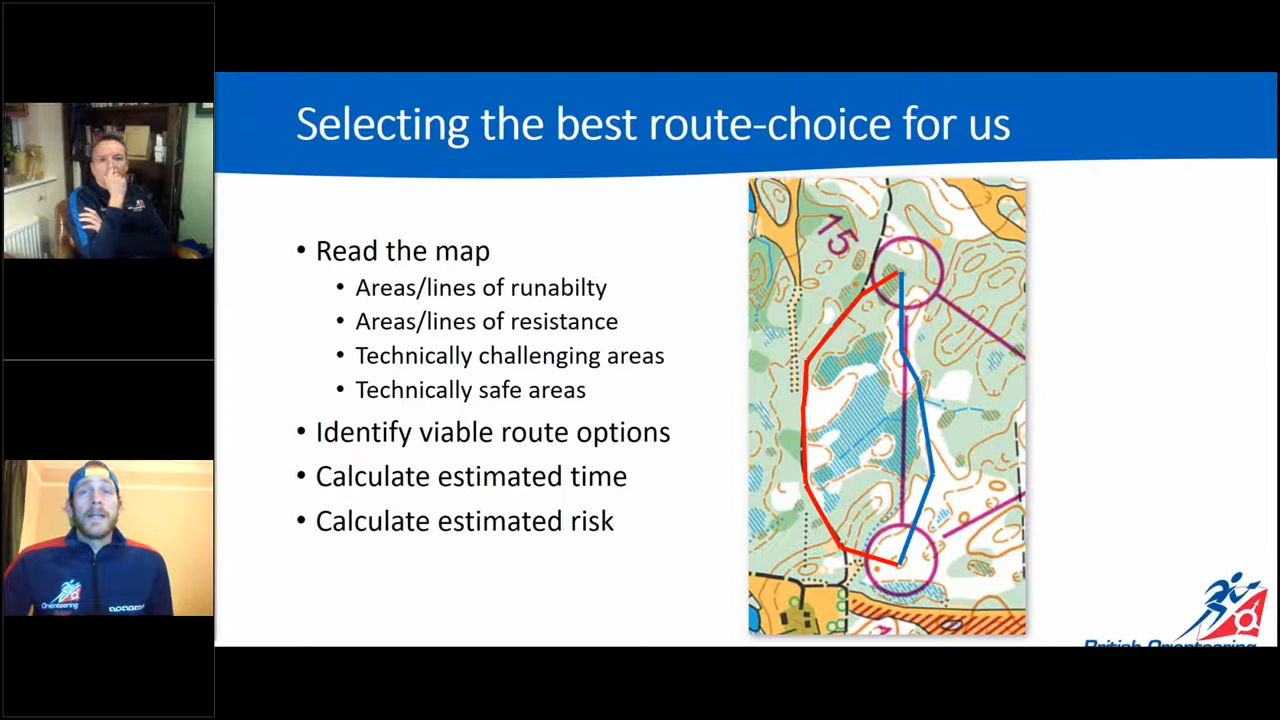 Selecting the best route-choice for us
• Read the map
• Areas/lines of runabilty
• Areas/lines of resistance
• Technically challenging areas
• Technically safe areas
• Identify viable route options
• Calculate estimated time
• Calculate estimated risk
15
Orienteering
British Orienteering